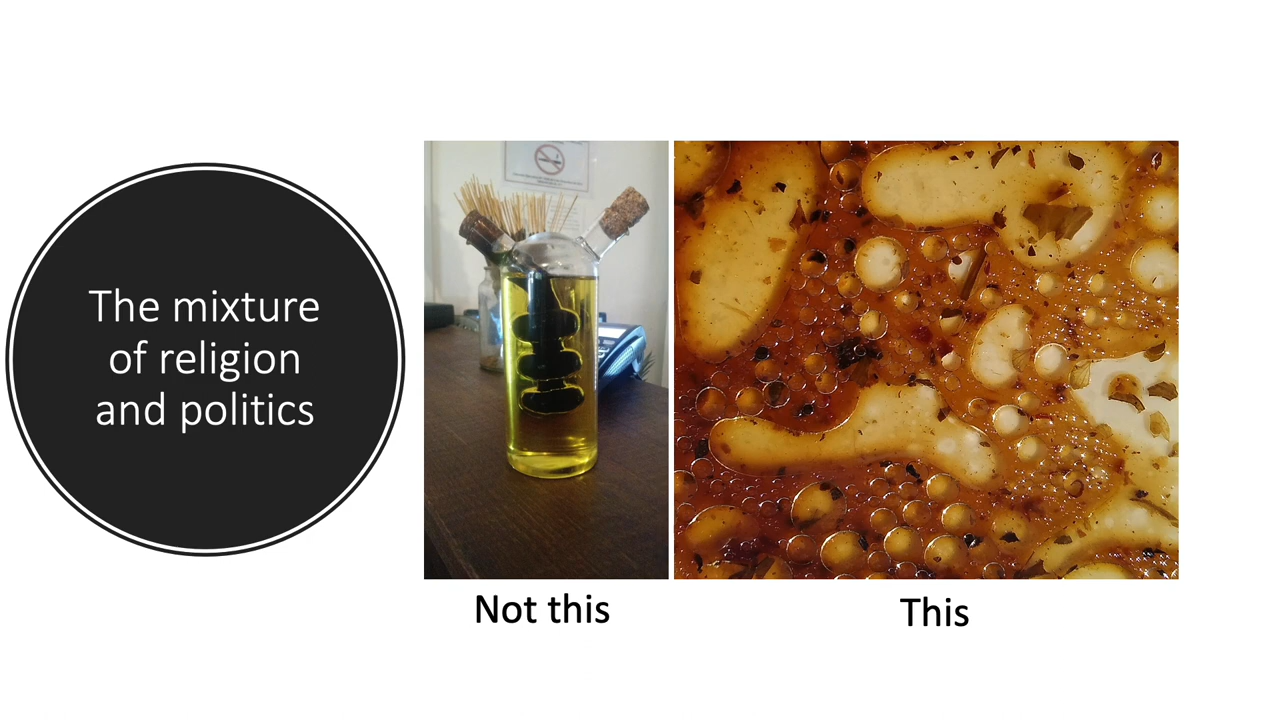 The mixture
of religion
and politics
Not this
This